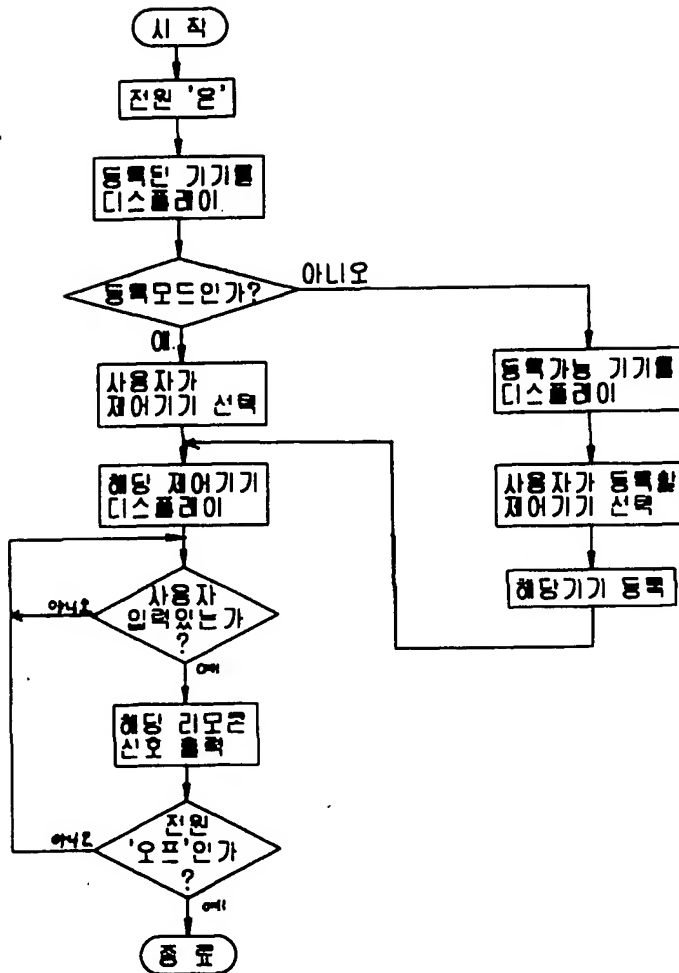 시 작
전원 '온'
등록된 기기를
디스플레이
등록모드인가?
아니오
예
사용자가
제어기기 선택
등록가능 기기를
디스플레이
해당 제어기기
디스플레이
사용자가 등록할
제어기기 선택
해당기기 등록
사용자
입력있는가
?
아니오
예
해당 리모콘
신호 출력
전원
'오프'인가
?
아니오
예
종 료